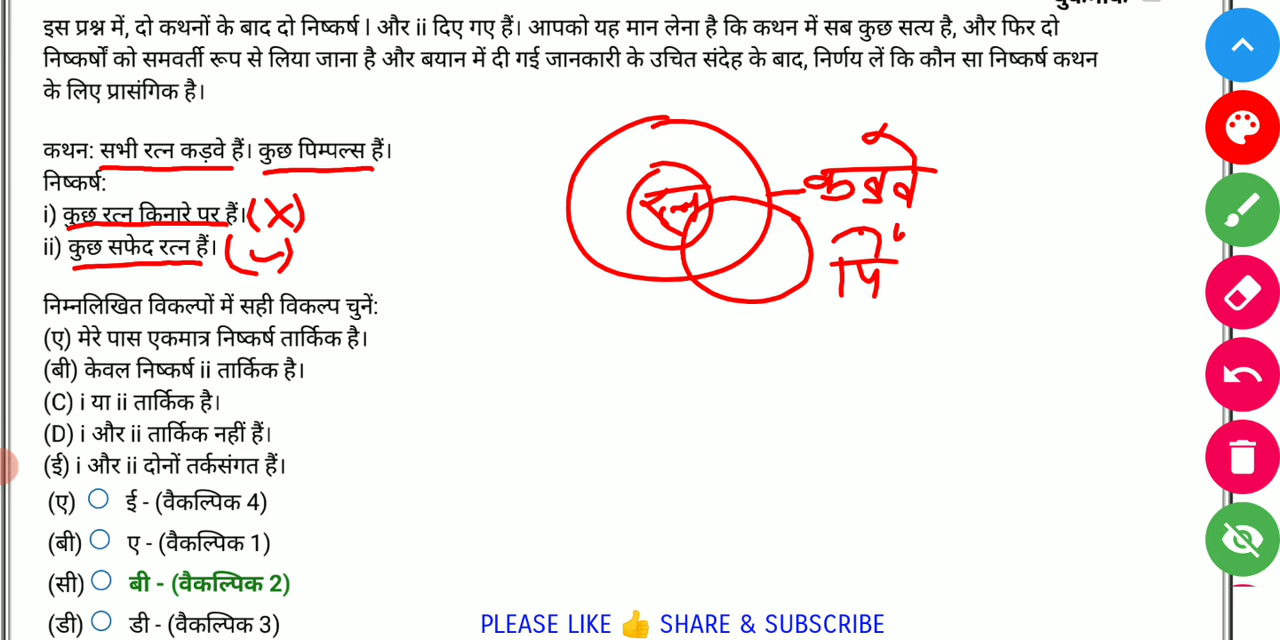 इस प्रश्न में, दो कथनों के बाद दो निष्कर्ष I और ii दिए गए हैं। आपको यह मान लेना है कि कथन में सब कुछ सत्य है, और फिर दो
निष्कर्षों को समवर्ती रूप से लिया जाना है और बयान में दी गई जानकारी के उचित संदेह के बाद, निर्णय लें कि कौन सा निष्कर्ष कथन
के लिए प्रासंगिक है।
कथन: सभी रत्न कड़वे हैं। कुछ पिम्पल्स हैं।
निष्कर्ष:
i) कुछ रत्न किनारे पर हैं। (X)
ii) कुछ सफेद रत्न हैं।
रत्न
निम्नलिखित विकल्पों में सही विकल्प चुनें:
(ए) मेरे पास एकमात्र निष्कर्ष तार्किक है।
(बी) केवल निष्कर्ष ii तार्किक है।
(C) i या ii तार्किक है।
(D) i और ii तार्किक नहीं हैं।
(ई) i और ii दोनों तर्कसंगत हैं।
(ए) ई - (वैकल्पिक 4)
(बी) ए - (वैकल्पिक 1)
(सी) बी - (वैकल्पिक 2)
(डी) डी - (वैकल्पिक 3)
PLEASE LIKE 👍 SHARE & SUBSCRIBE